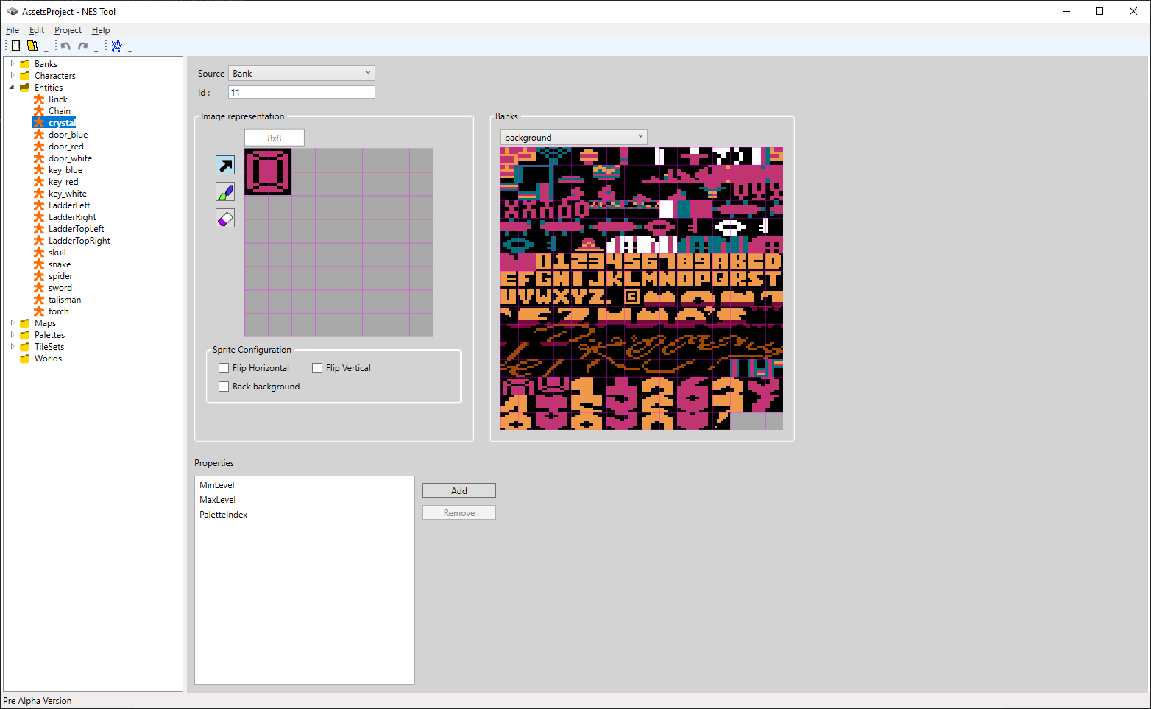 AssetsProject - NES Tool
File Edit Project Help
Banks
Characters
Entities
Brick
Chain
crystal
door_blue
door_red
door_white
key_blue
key_red
key_white
LadderLeft
LadderRight
LadderTopLeft
LadderTopRight
skull
snake
spider
sword
talisman
torch
Maps
Palettes
TileSets
Worlds
Source Bank
Id : 11
Image representation
8x8
Sprite Configuration
Flip Horizontal Flip Vertical
Back background
Banks
background
0123456789ABCD
EFGHIJKLMNOPQRST
UVWXYZ.
Properties
MinLevel
MaxLevel
PaletteIndex
Add
Remove
Pre Alpha Version